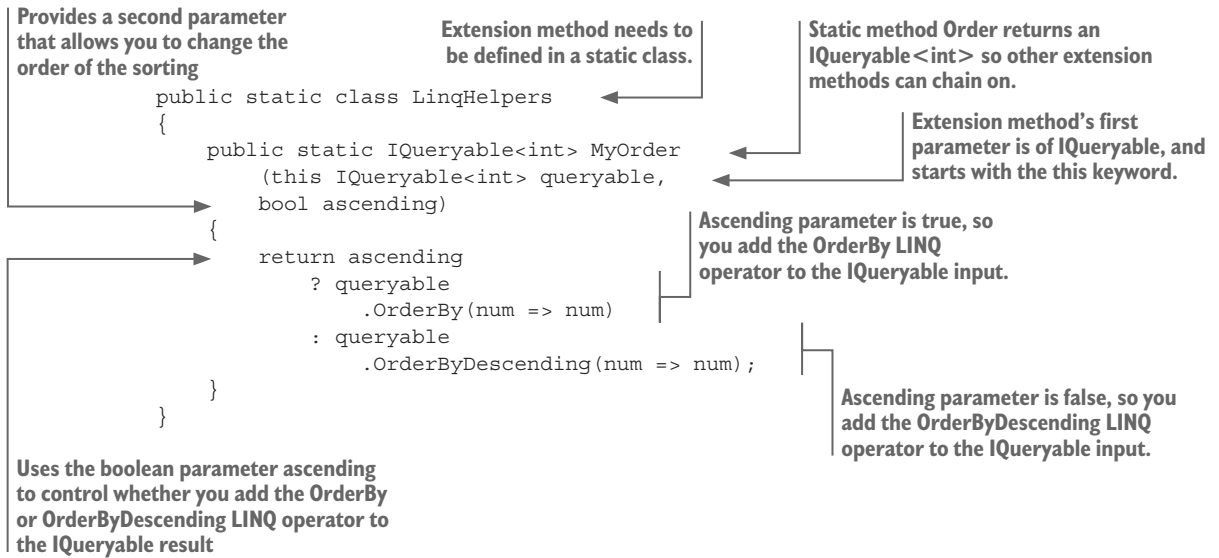 Provides a second parameter
that allows you to change the
order of the sorting
Extension method needs to
be defined in a static class.
Static method Order returns an
IQueryable<int> so other extension
methods can chain on.
public static class LinqHelpers
{
Extension method's first
parameter is of IQueryable, and
starts with the this keyword.
public static IQueryable<int> MyOrder
(this IQueryable<int> queryable,
bool ascending)
{
Ascending parameter is true, so
you add the OrderBy LINQ
operator to the IQueryable input.
return ascending
? queryable
.OrderBy(num => num)
: queryable
.OrderByDescending(num => num);
}
}
Ascending parameter is false, so you
add the OrderByDescending LINQ
operator to the IQueryable input.
Uses the boolean parameter ascending
to control whether you add the OrderBy
or OrderByDescending LINQ operator to
the IQueryable result